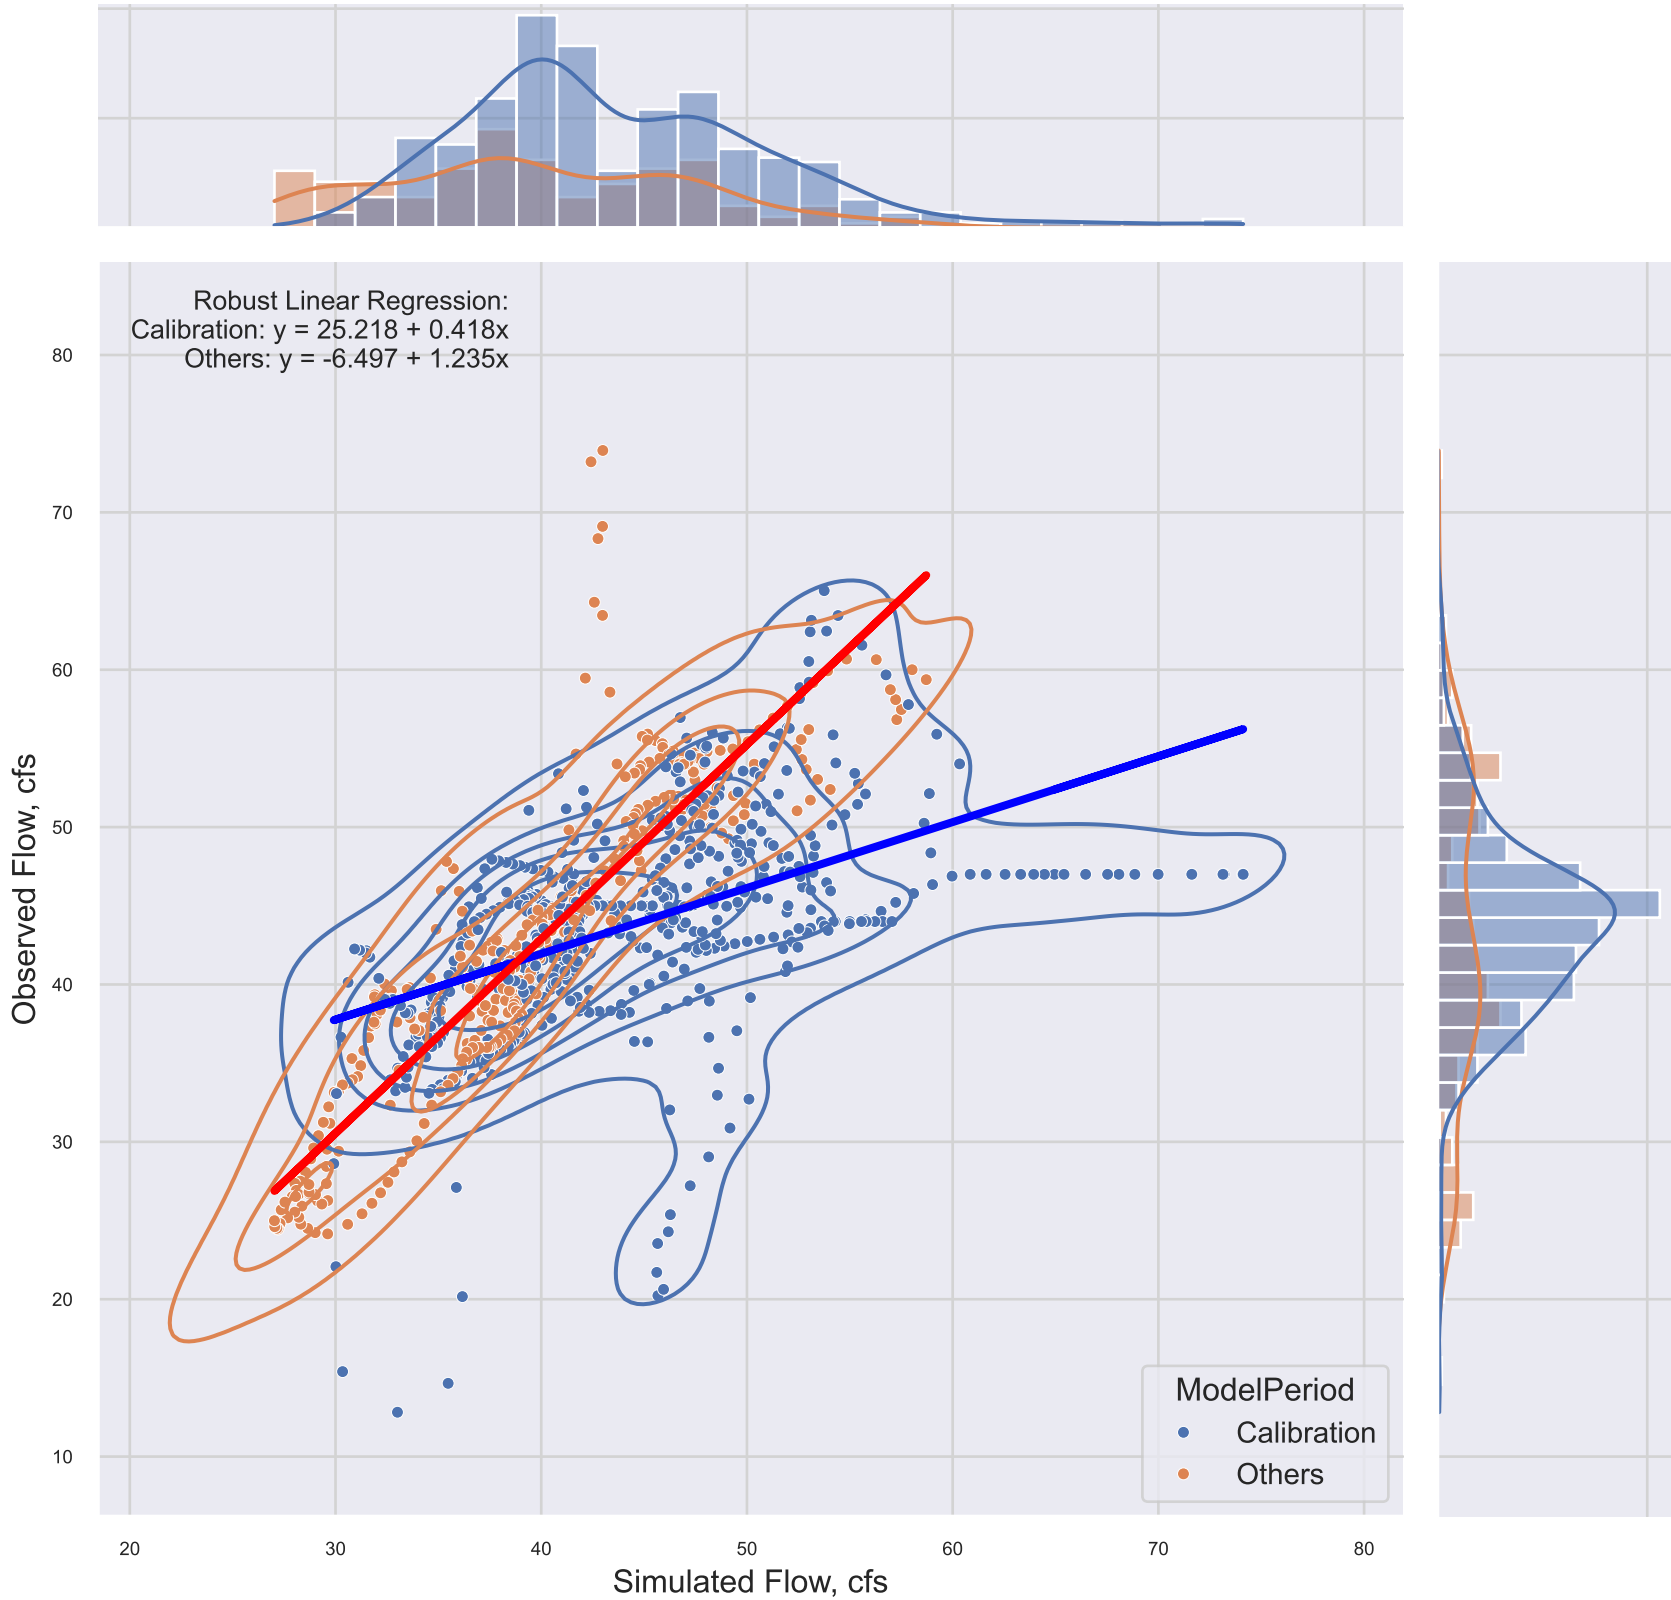 Robust Linear Regression:
Calibration: y = 25.218 + 0.418x
Others: y = -6.497 + 1.235x
80
70
60
50
40
30
20
10
Observed Flow, cfs
ModelPeriod
Calibration
Others
20 30 40 50 60 70 80
Simulated Flow, cfs